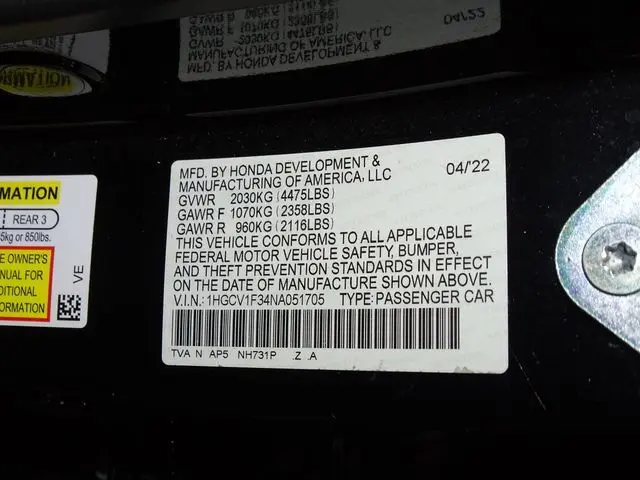 MFD. BY HONDA DEVELOPMENT &
MANUFACTURING OF AMERICA, LLC
04/'22
GVWR 2030KG (4475LBS)
GAWR F 1070KG (2358LBS)
GAWR R 960KG (2116LBS)
THIS VEHICLE CONFORMS TO ALL APPLICABLE
FEDERAL MOTOR VEHICLE SAFETY, BUMPER,
AND THEFT PREVENTION STANDARDS IN EFFECT
ON THE DATE OF MANUFACTURE SHOWN ABOVE.
V.I.N.: 1HGCV1F34NA051705 TYPE: PASSENGER CAR
TVA N AP5 NH731P .Z .A
MATION
REAR 3
5kg or 850lbs.
E OWNER'S
NUAL FOR
DITIONAL
ORMATION
VE